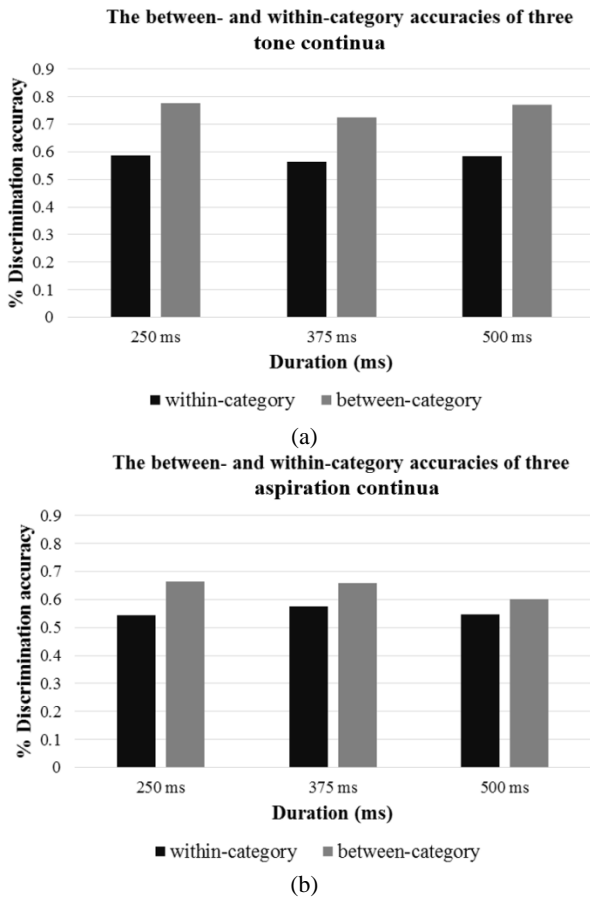 The between- and within-category accuracies of three
tone continua
% Discrimination accuracy
0.9
0.8
0.7
0.6
0.5
0.4
0.3
0.2
0.1
0
250 ms 375 ms 500 ms
Duration (ms)
within-category between-category
(a)
The between- and within-category accuracies of three
aspiration continua
% Discrimination accuracy
0.9
0.8
0.7
0.6
0.5
0.4
0.3
0.2
0.1
0
250 ms 375 ms 500 ms
Duration (ms)
within-category between-category
(b)